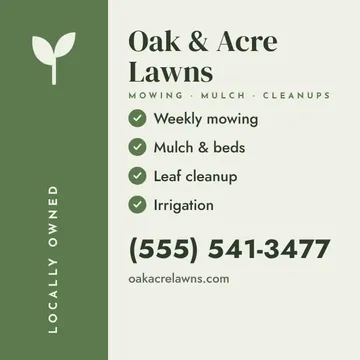 Oak & Acre
Lawns
MOWING · MULCH · CLEANUPS
Weekly mowing
Mulch & beds
Leaf cleanup
Irrigation
(555) 541-3477
oakacrelawns.com
LOCALLY OWNED